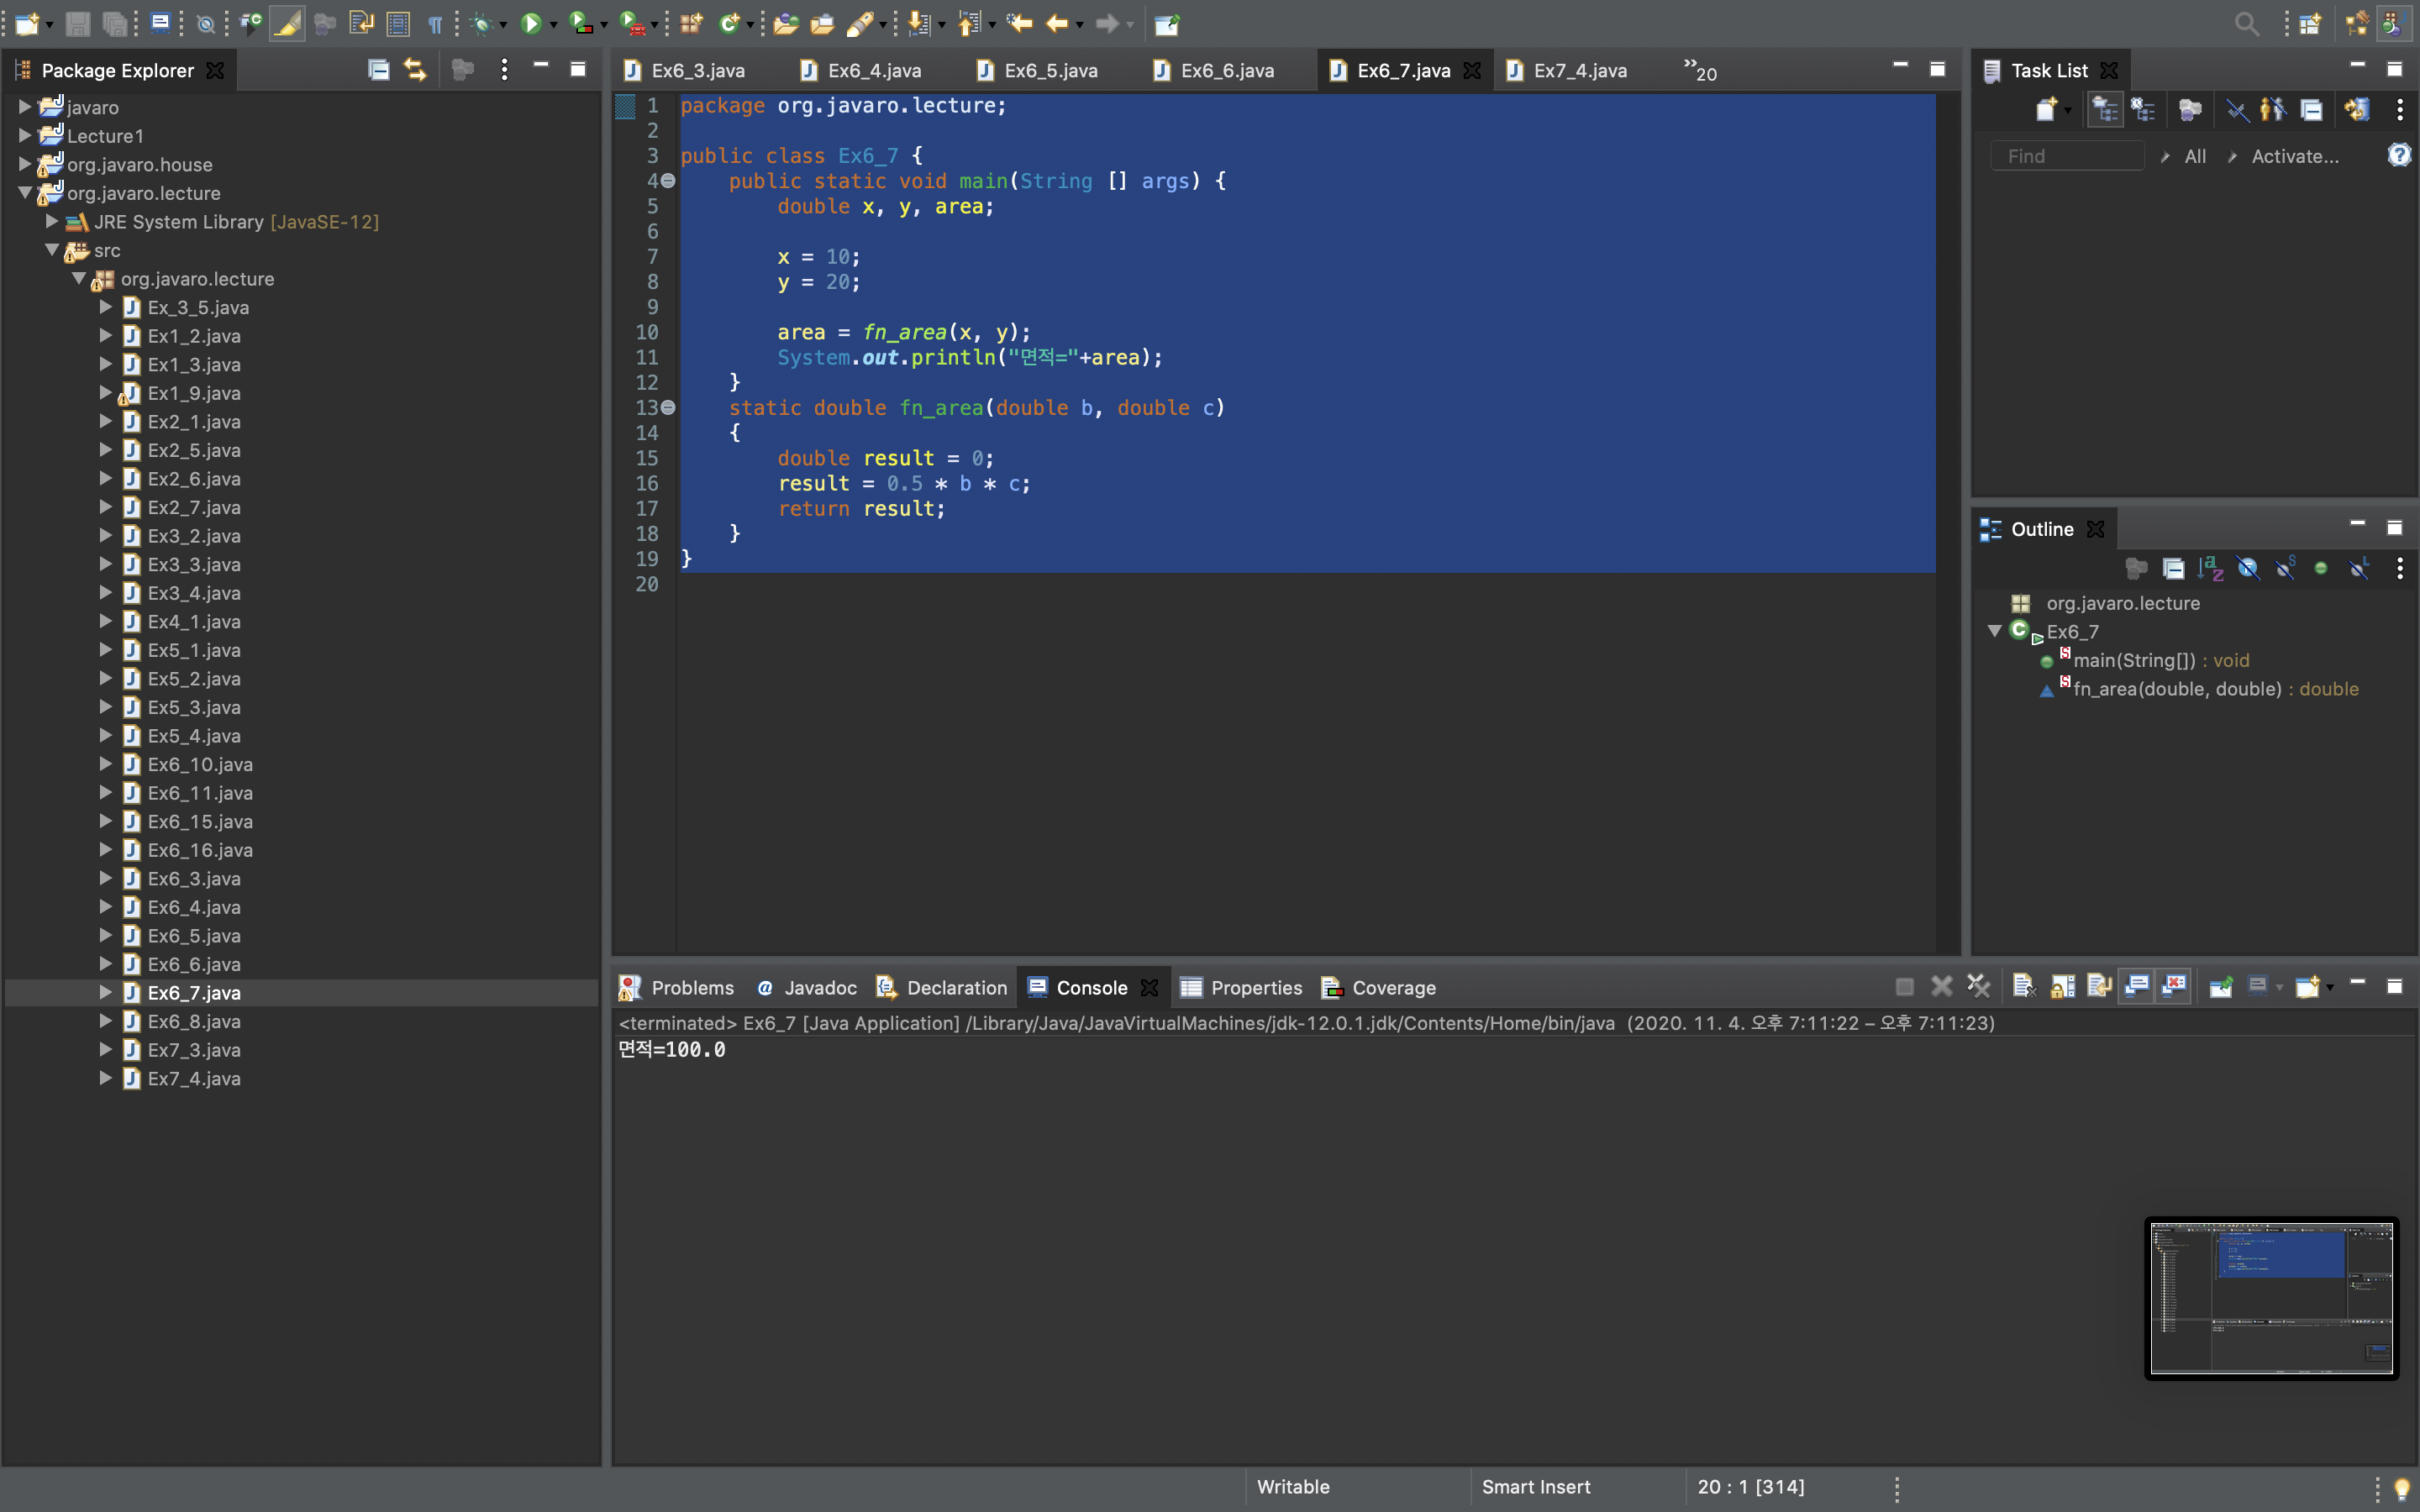 Package Explorer
javaro
Lecture1
org.javaro.house
org.javaro.lecture
JRE System Library [JavaSE-12]
src
org.javaro.lecture
Ex_3_5.java
Ex1_2.java
Ex1_3.java
Ex1_9.java
Ex2_1.java
Ex2_5.java
Ex2_6.java
Ex2_7.java
Ex3_2.java
Ex3_3.java
Ex3_4.java
Ex4_1.java
Ex5_1.java
Ex5_2.java
Ex5_3.java
Ex5_4.java
Ex6_10.java
Ex6_11.java
Ex6_15.java
Ex6_16.java
Ex6_3.java
Ex6_4.java
Ex6_5.java
Ex6_6.java
Ex6_7.java
Ex6_8.java
Ex7_3.java
Ex7_4.java
Ex6_3.java Ex6_4.java Ex6_5.java Ex6_6.java Ex6_7.java Ex7_4.java »20
1 package org.javaro.lecture;
2
3 public class Ex6_7 {
4 public static void main(String [] args) {
5 double x, y, area;
6
7 x = 10;
8 y = 20;
9
10 area = fn_area(x, y);
11 System.out.println("면적="+area);
12 }
13 static double fn_area(double b, double c)
14 {
15 double result = 0;
16 result = 0.5 * b * c;
17 return result;
18 }
19 }
20
Task List
Find All Activate...
Outline
org.javaro.lecture
Ex6_7
main(String[]) : void
fn_area(double, double) : double
Problems Javadoc Declaration Console Properties Coverage
<terminated> Ex6_7 [Java Application] /Library/Java/JavaVirtualMachines/jdk-12.0.1.jdk/Contents/Home/bin/java (2020. 11. 4. 오후 7:11:22 – 오후 7:11:23)
면적=100.0
Writable Smart Insert 20 : 1 [314]